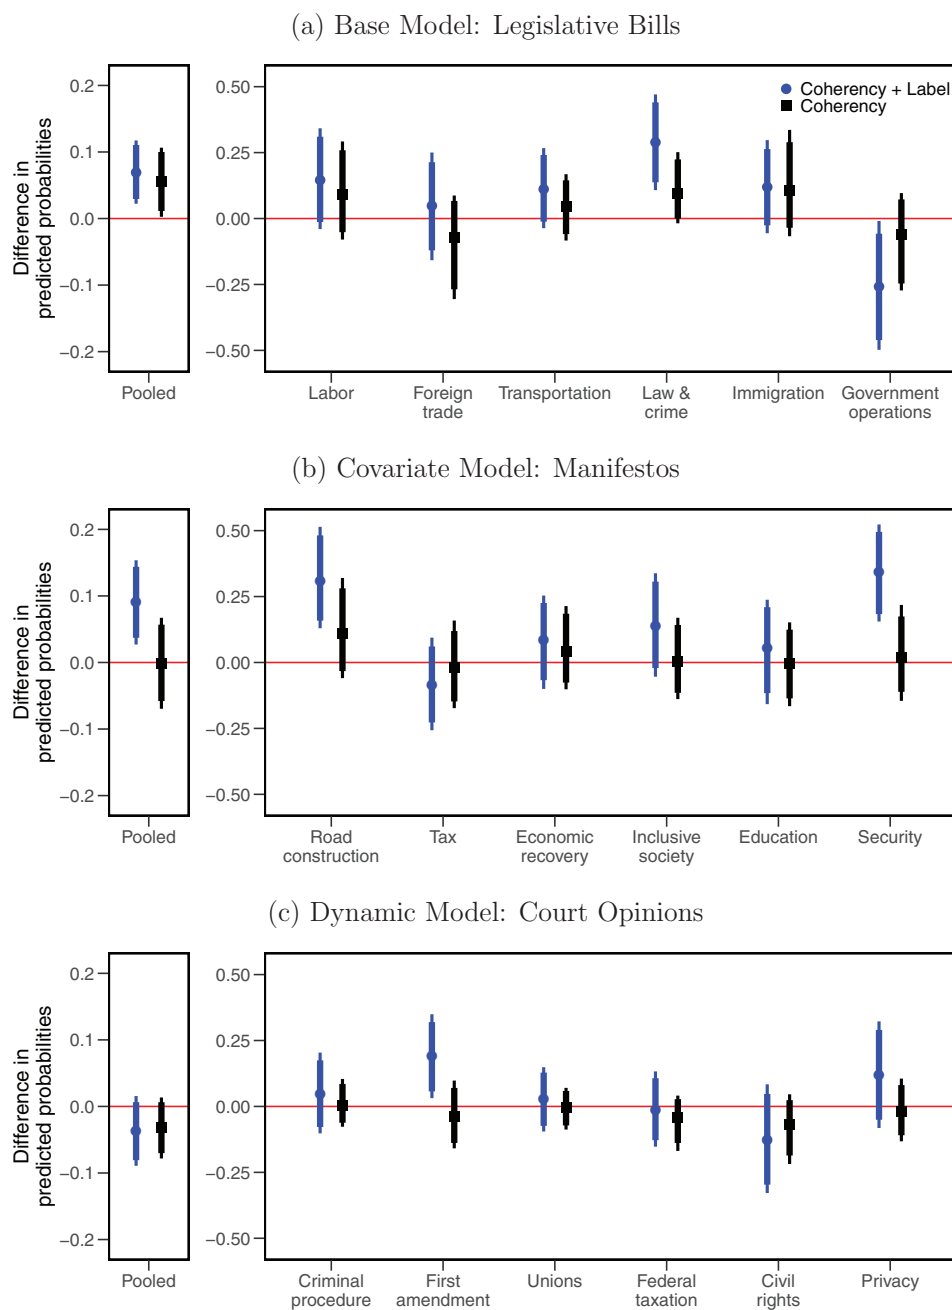 (a) Base Model: Legislative Bills
Difference in
predicted probabilities
0.2
0.1
0.0
−0.1
−0.2
Pooled
0.50
0.25
0.00
−0.25
−0.50
Coherency + Label
Coherency
Labor
Foreign
trade
Transportation
Law &
crime
Immigration
Government
operations
(b) Covariate Model: Manifestos
Difference in
predicted probabilities
0.2
0.1
0.0
−0.1
−0.2
Pooled
0.50
0.25
0.00
−0.25
−0.50
Road
construction
Tax
Economic
recovery
Inclusive
society
Education
Security
(c) Dynamic Model: Court Opinions
Difference in
predicted probabilities
0.2
0.1
0.0
−0.1
−0.2
Pooled
0.50
0.25
0.00
−0.25
−0.50
Criminal
procedure
First
amendment
Unions
Federal
taxation
Civil
rights
Privacy